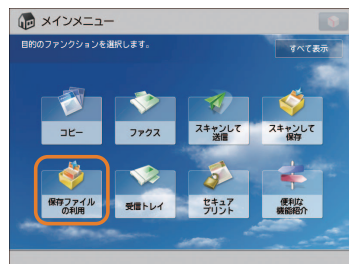 メインメニュー
目的のファンクションを選択します。
すべて表示
コピー
ファクス
スキャンして
送信
スキャンして
保存
保存ファイル
の利用
受信トレイ
セキュア
プリント
便利な
機能紹介